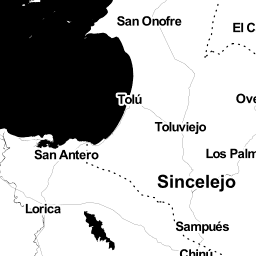 San Onofre
El C
Tolú
Ove
Toluviejo
Los Palm
San Antero
Sincelejo
Lorica
Sampués
Chinú